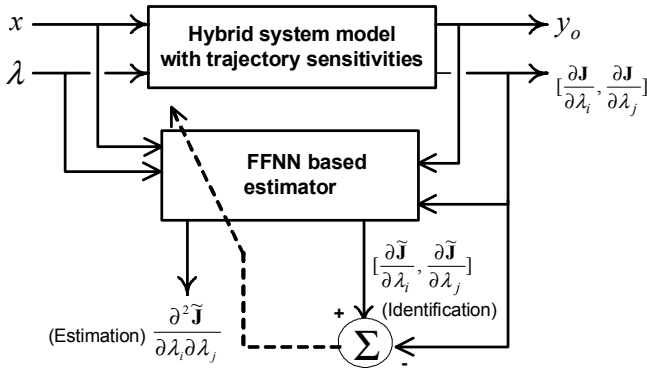 x
Hybrid system model
with trajectory sensitivities
y_o
λ
[∂J/∂λ_i, ∂J/∂λ_j]
FFNN based
estimator
[∂J̃/∂λ_i, ∂J̃/∂λ_j]
(Identification)
(Estimation) ∂²J̃/∂λ_i∂λ_j
+
Σ
-